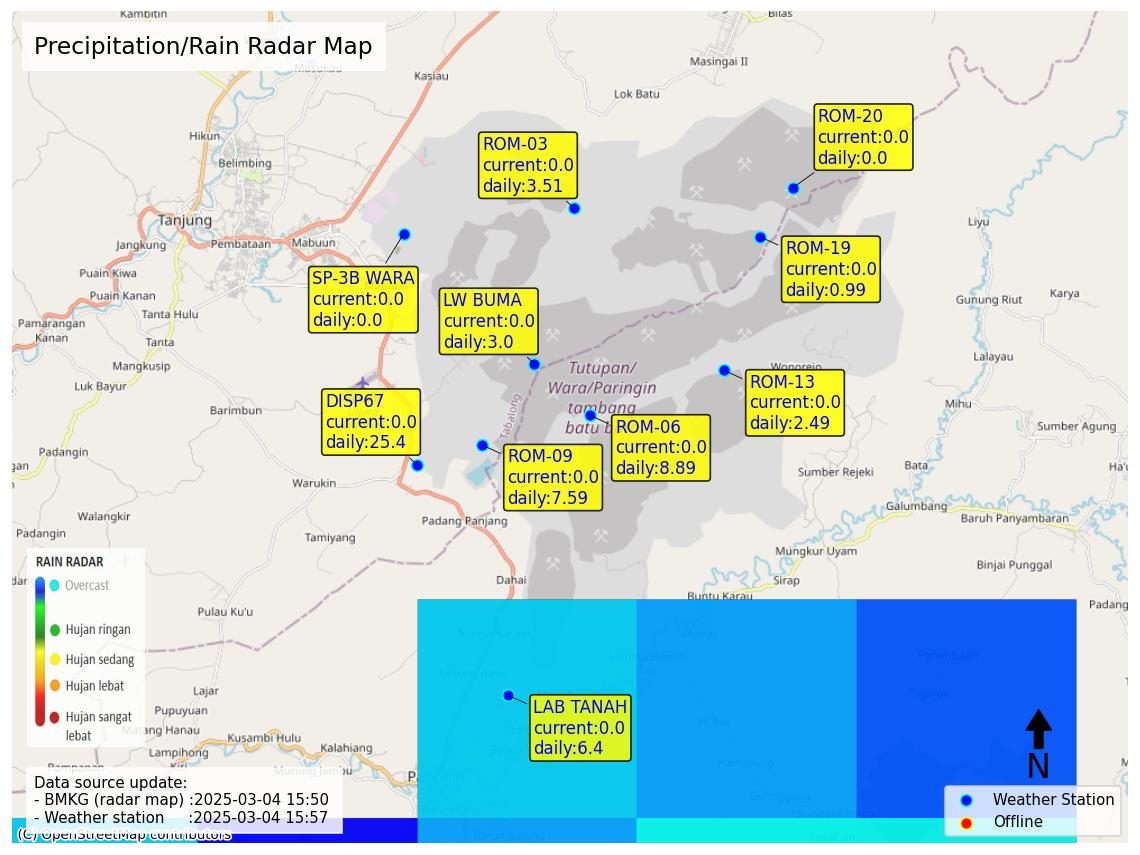 Kambitin
Bilas
Precipitation/Rain Radar Map
Masukau
Kasiau
Masingai II
Lok Batu
ROM-20
current:0.0
daily:0.0
Hikun
ROM-03
current:0.0
daily:3.51
Belimbing
Tanjung
Liyu
Jangkung
Pembataan
Mabuun
ROM-19
current:0.0
daily:0.99
Puain Kiwa
SP-3B WARA
current:0.0
daily:0.0
Puain Kanan
LW BUMA
current:0.0
daily:3.0
Gunung Riut
Karya
Tanta Hulu
Pamarangan
Kanan
Tanta
Lalayau
Mangkusip
Tutupan/
Wara/Paringin
tambang
batu b
Wonorejo
ROM-13
current:0.0
daily:2.49
Luk Bayur
Barimbun
DISP67
current:0.0
daily:25.4
Tabalong
Mihu
Sumber Agung
ROM-06
current:0.0
daily:8.89
Padangin
ROM-09
current:0.0
daily:7.59
gan
Warukin
Sumber Rejeki
Bata
Ha'u
Galumbang
Baruh Panyambaran
Walangkir
Padang Panjang
Padangin
Tamiyang
Mungkur Uyam
Binjai Punggal
RAIN RADAR
Overcast
Hujan ringan
Hujan sedang
Hujan lebat
Hujan sangat
lebat
Dahai
Sirap
Buntu Karau
Padang
Pulau Ku'u
Lajar
Pupuyuan
Matang Hanau
Kusambi Hulu
Lampihong
Kalahiang
Murung Jambu
Paringin
LAB TANAH
current:0.0
daily:6.4
N
Data source update:
- BMKG (radar map) :2025-03-04 15:50
- Weather station :2025-03-04 15:57
(C) OpenStreetMap contributors
Weather Station
Offline